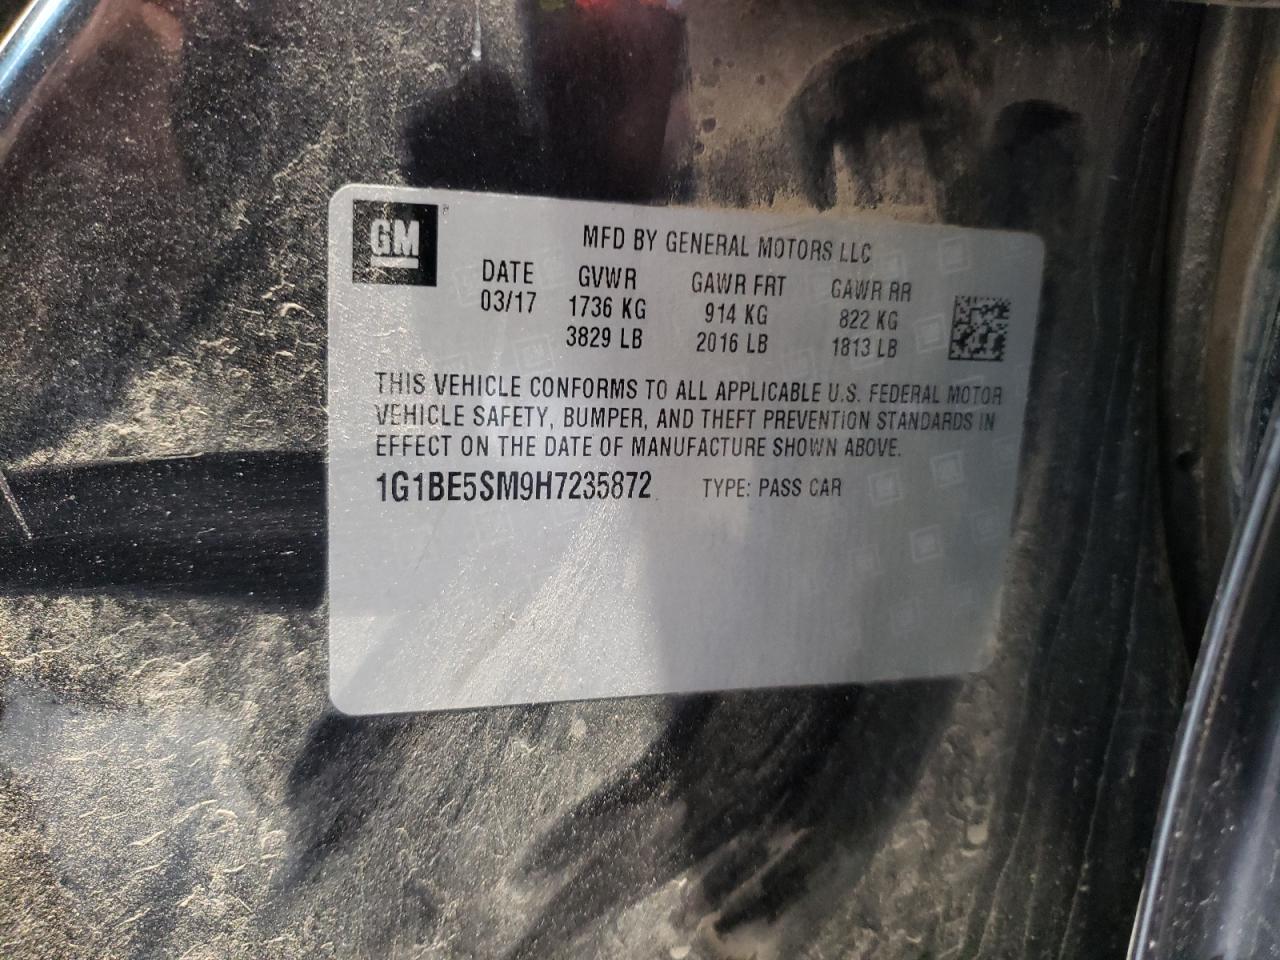 GM
MFD BY GENERAL MOTORS LLC
DATE GVWR GAWR FRT GAWR RR
03/17 1736 KG 914 KG 822 KG
3829 LB 2016 LB 1813 LB
THIS VEHICLE CONFORMS TO ALL APPLICABLE U.S. FEDERAL MOTOR
VEHICLE SAFETY, BUMPER, AND THEFT PREVENTION STANDARDS IN
EFFECT ON THE DATE OF MANUFACTURE SHOWN ABOVE.
1G1BE5SM9H7235872 TYPE: PASS CAR